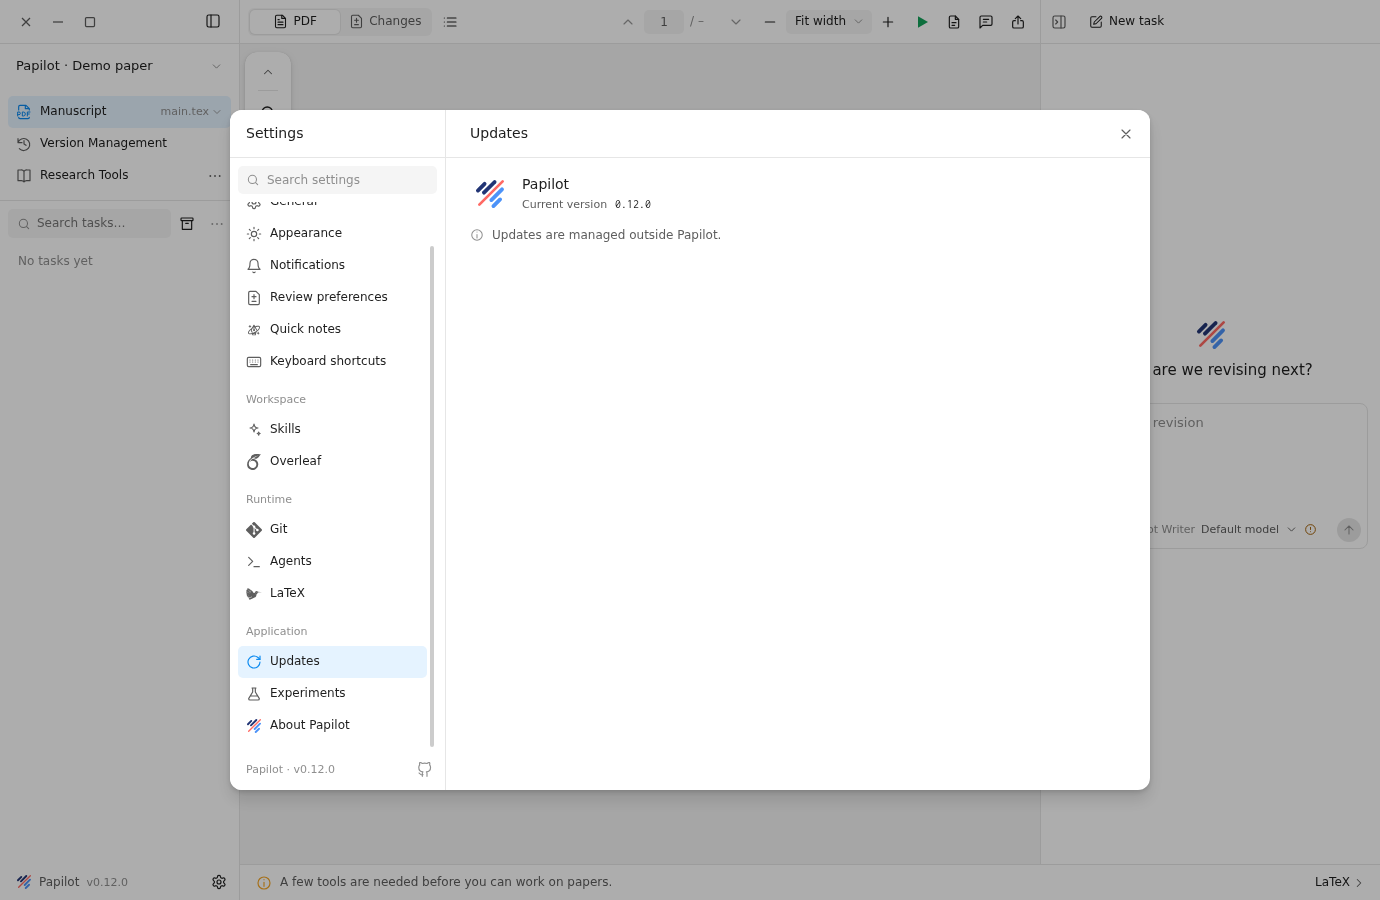 PDF
Changes
1 / –
Fit width
New task
Papilot · Demo paper
Manuscript main.tex
Version Management
Research Tools
Search tasks...
No tasks yet
Settings
Search settings
General
Appearance
Notifications
Review preferences
Quick notes
Keyboard shortcuts
Workspace
Skills
Overleaf
Runtime
Git
Agents
LaTeX
Application
Updates
Experiments
About Papilot
Papilot · v0.12.0
Updates
Papilot
Current version 0.12.0
Updates are managed outside Papilot.
are we revising next?
revision
Writer Default model
Papilot v0.12.0
A few tools are needed before you can work on papers.
LaTeX